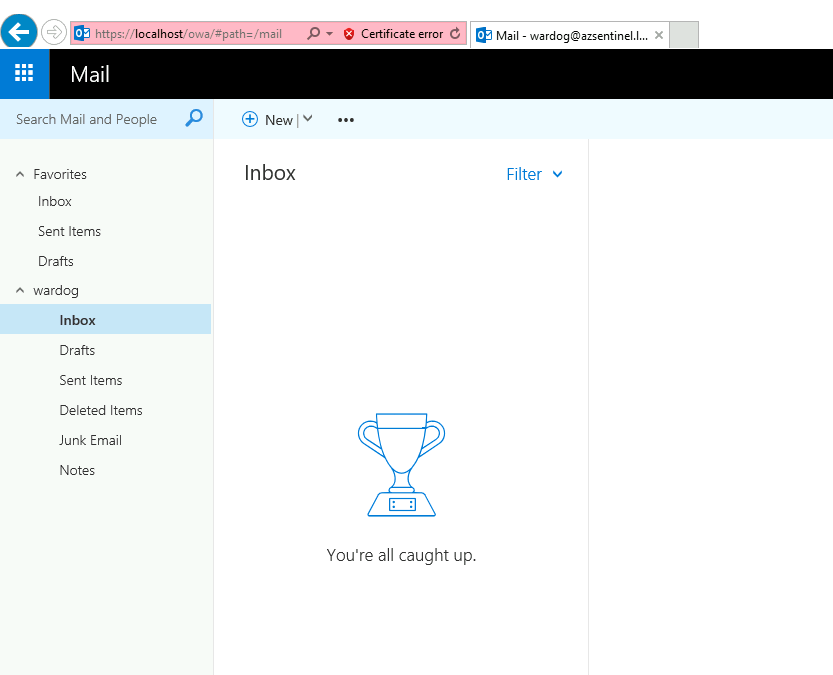 https://localhost/owa/#path=/mail
Certificate error
Mail - wardog@azsentinel.l...
Mail
Search Mail and People
New
Inbox
Filter
Favorites
Inbox
Sent Items
Drafts
wardog
Inbox
Drafts
Sent Items
Deleted Items
Junk Email
Notes
You're all caught up.